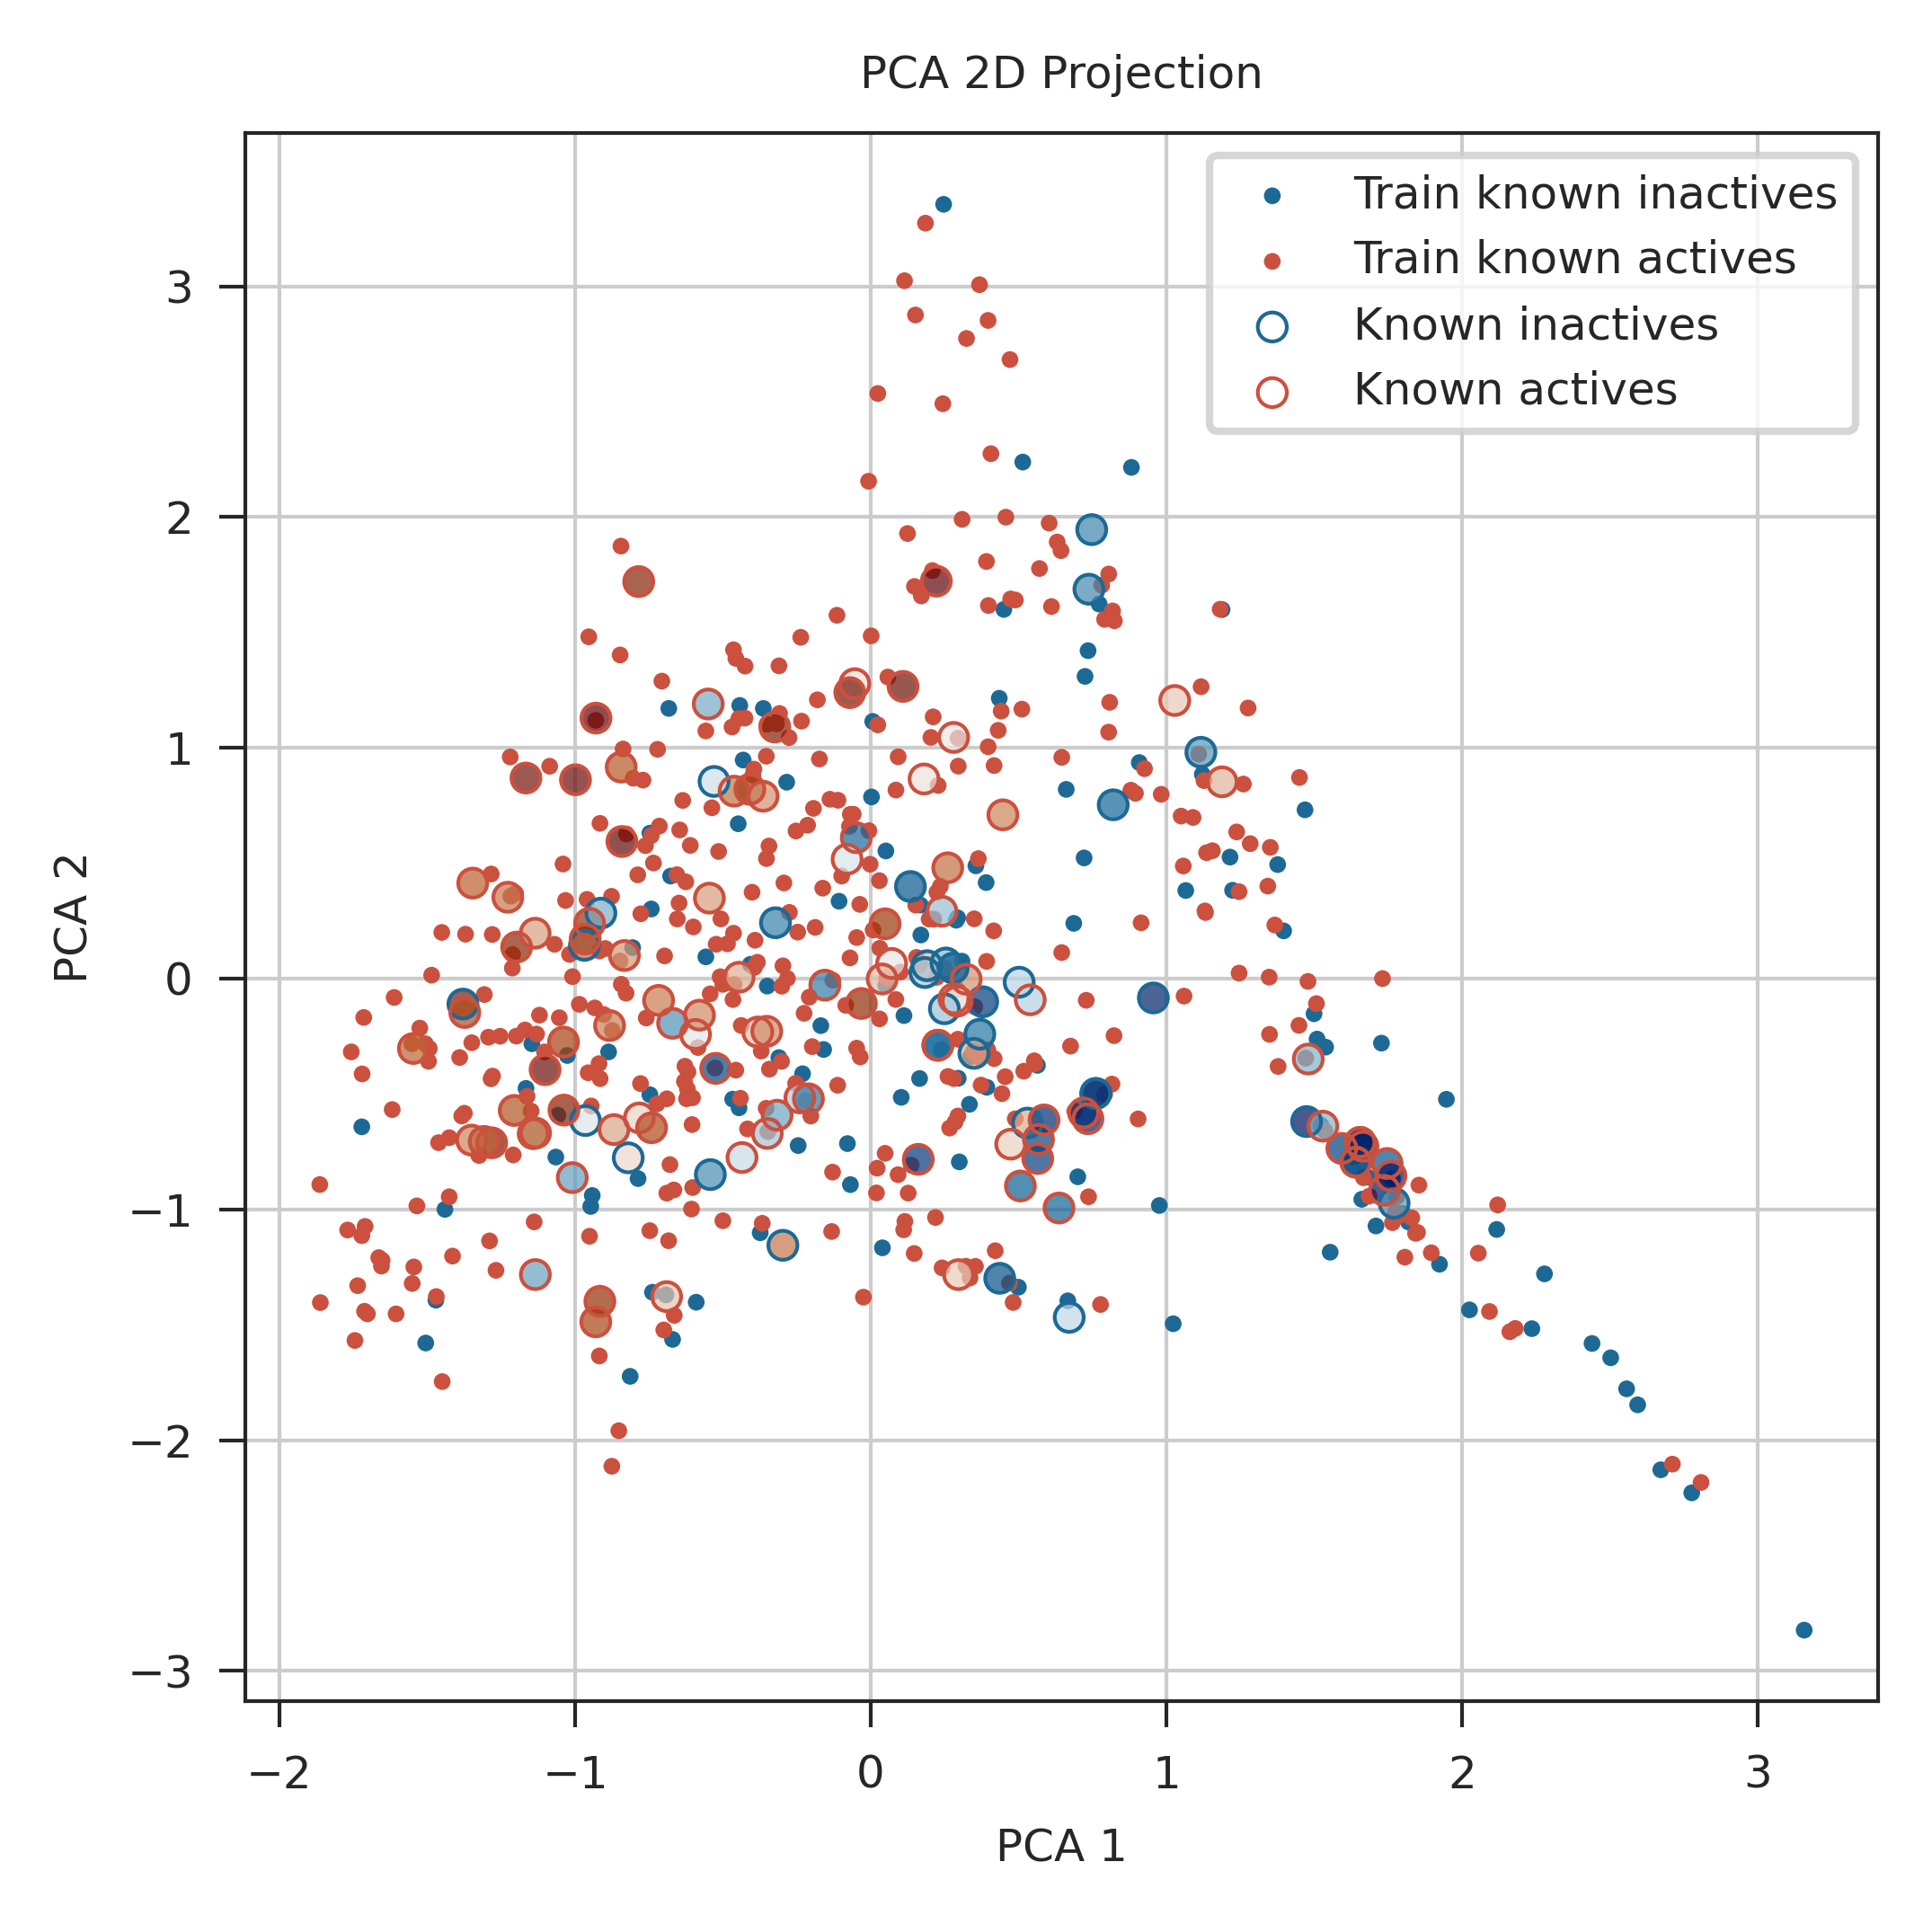 PCA 2D Projection
Train known inactives
Train known actives
Known inactives
Known actives
3
2
1
0
−1
−2
−3
PCA 2
−2
−1
0
1
2
3
PCA 1